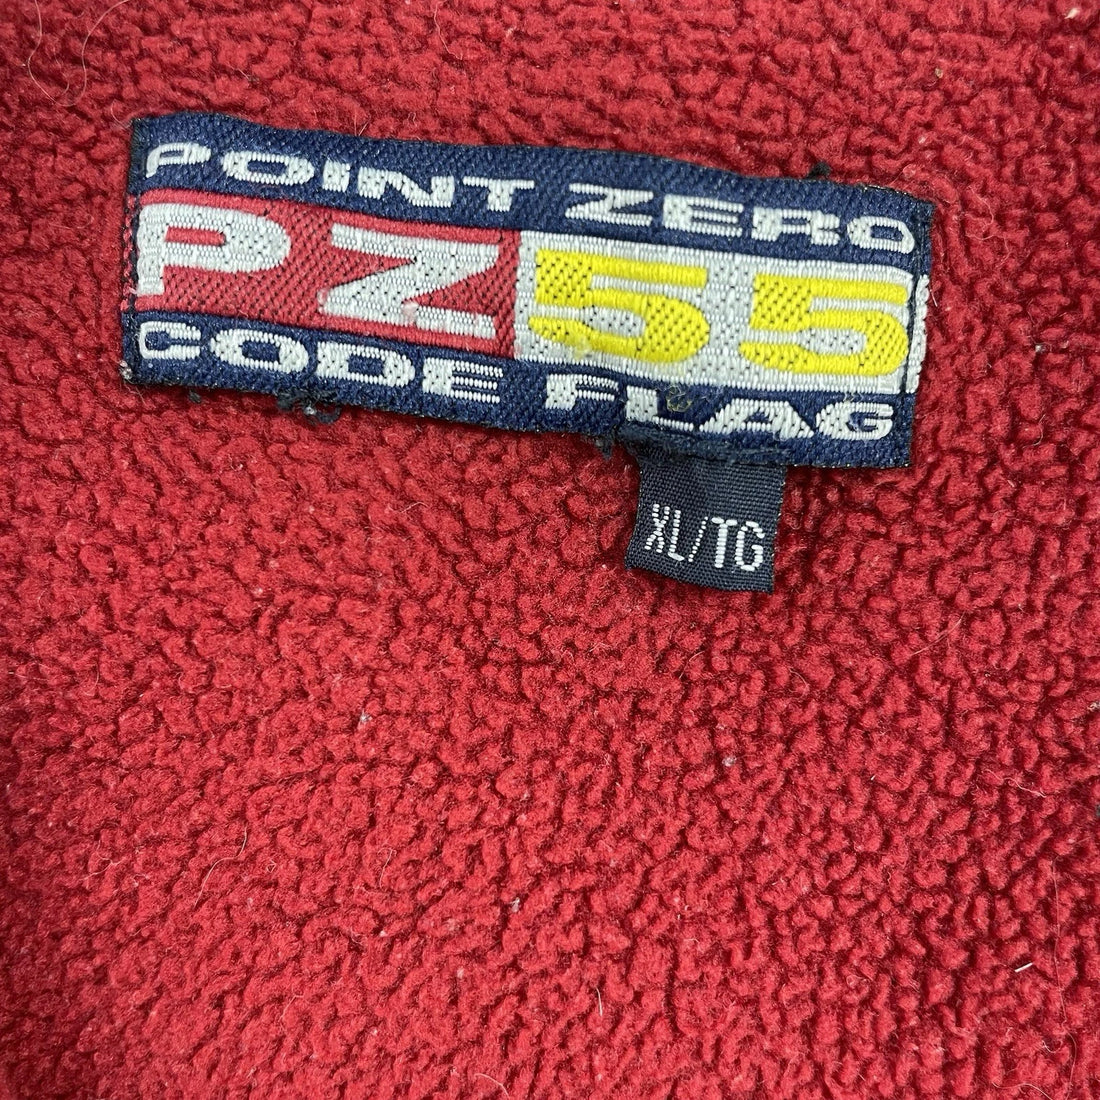 POINT ZERO
PZ55
CODE FLAG
XL/TG